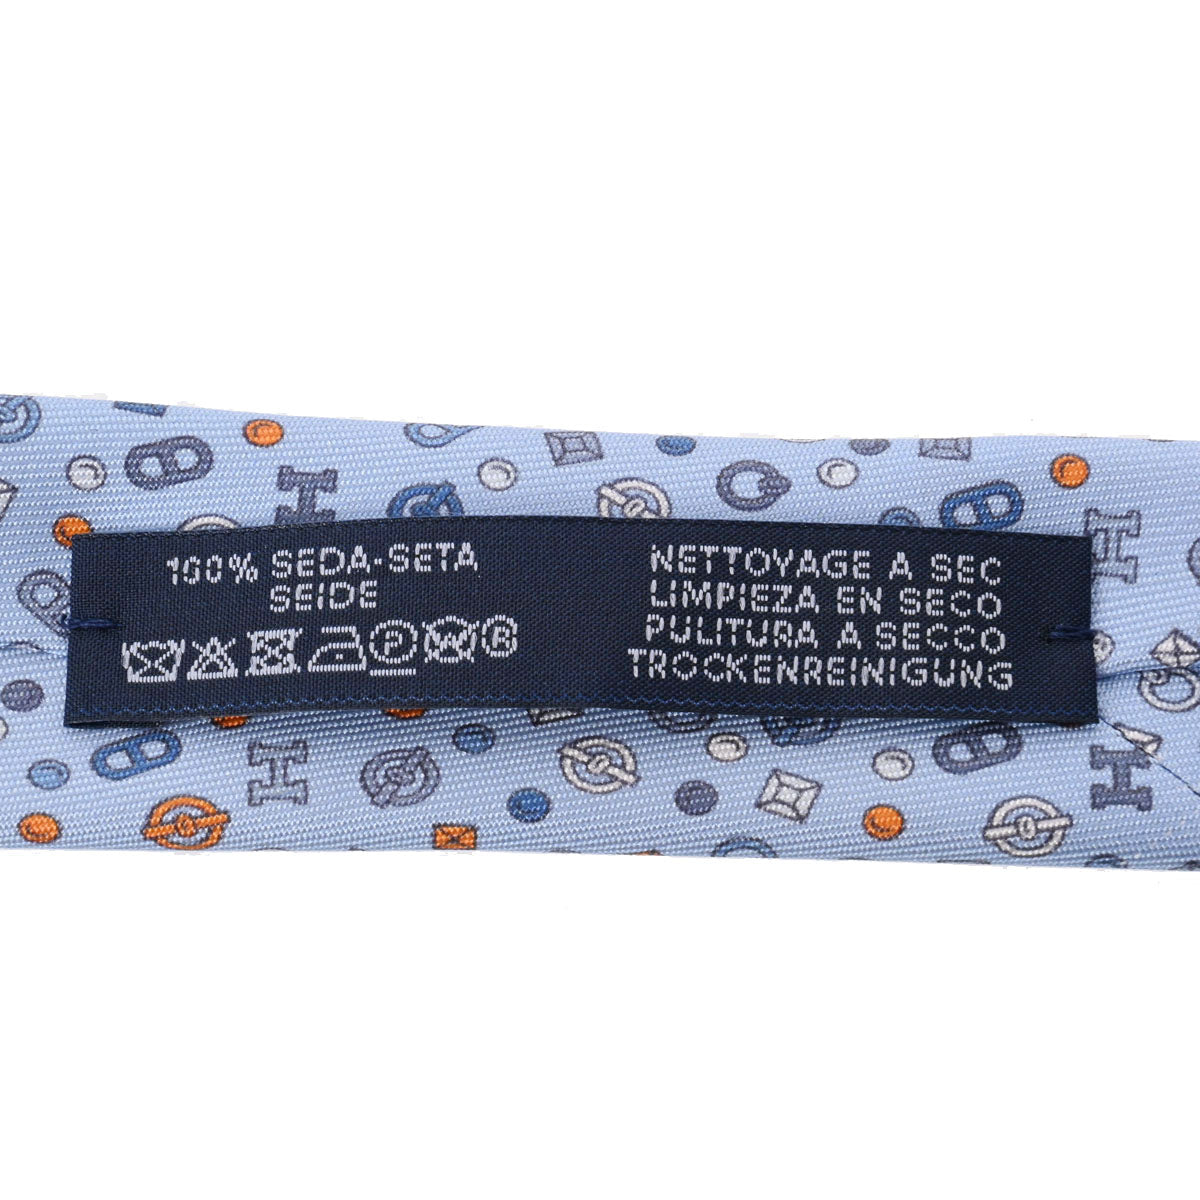 100% SEDA-SETA
SEIDE
P W R
NETTOYAGE A SEC
LIMPIEZA EN SECO
PULITURA A SECCO
TROCKENREINIGUNG